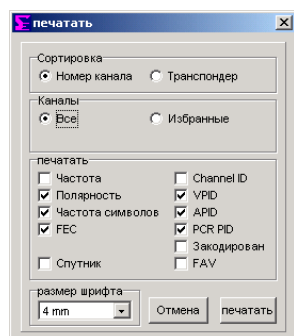 печатать
Сортировка
Номер канала Транспондер
Каналы
Все Избранные
печатать
Частота Channel ID
Полярность VPID
Частота символов APID
FEC PCR PID
Закодирован
Спутник FAV
размер шрифта
4 mm Отмена печатать